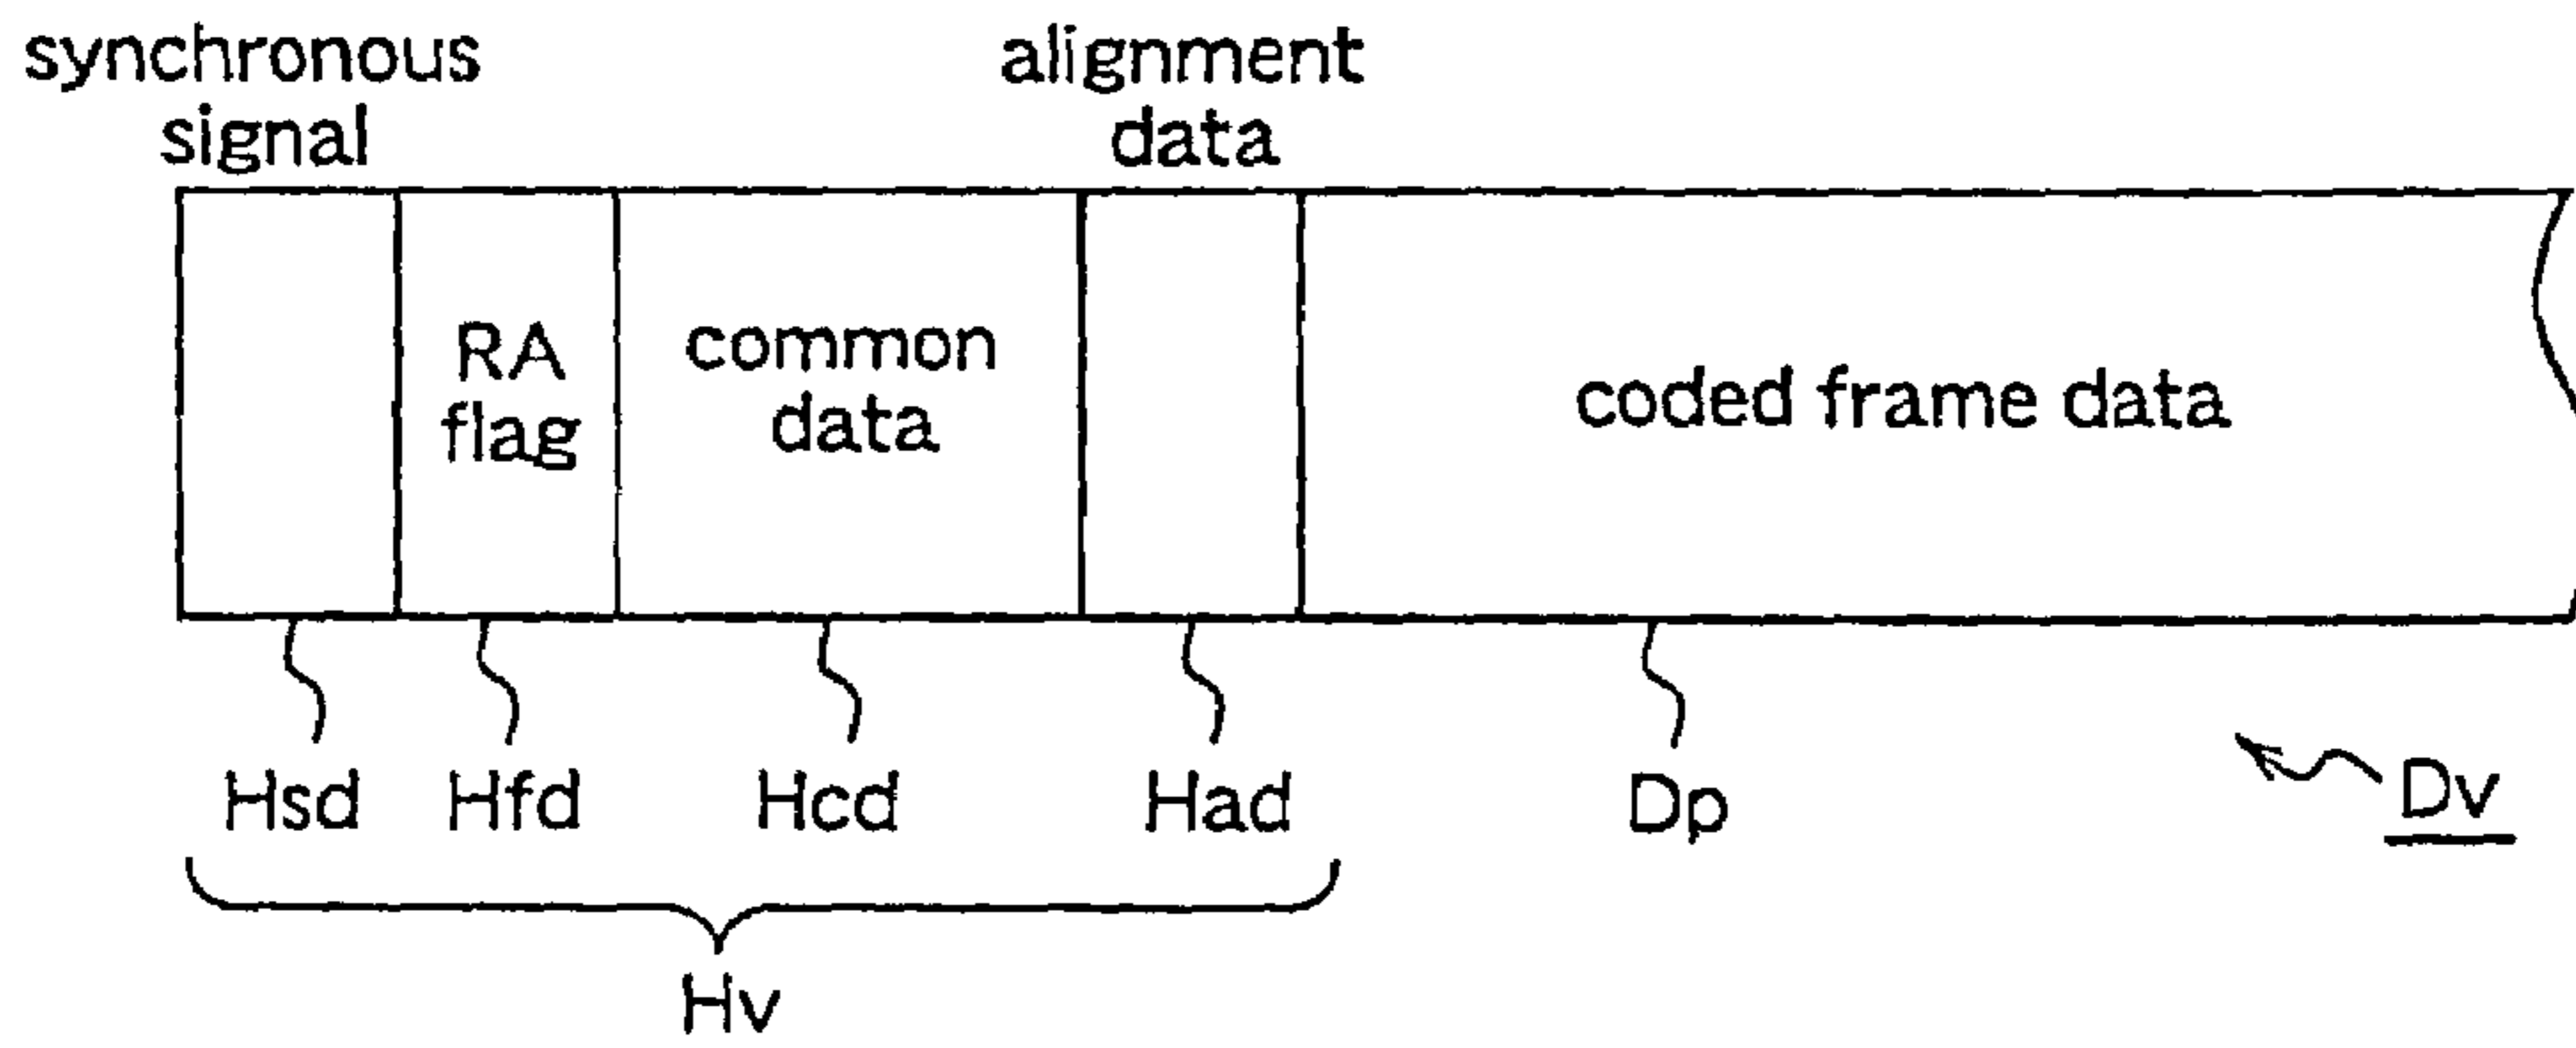 synchronous
signal
alignment
data
RA
flag
common
data
coded frame data
Hsd
Hfd
Hcd
Had
Dp
Dv
Hv